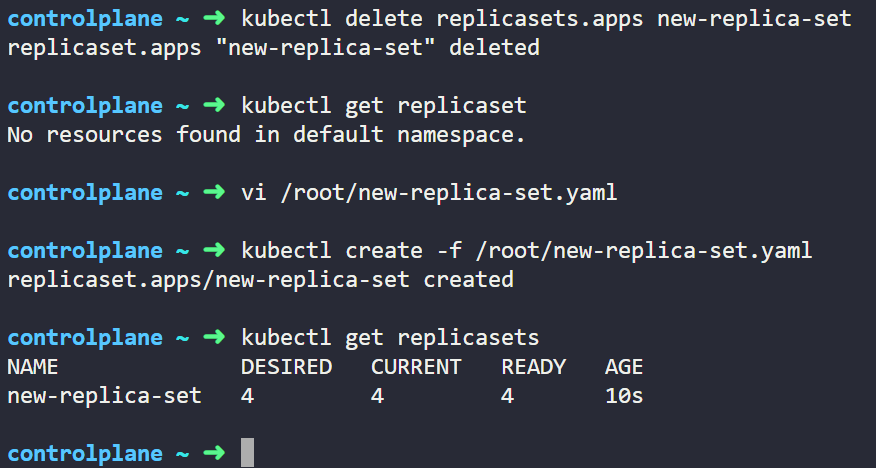 controlplane ~ ➜ kubectl delete replicasets.apps new-replica-set
replicaset.apps "new-replica-set" deleted
controlplane ~ ➜ kubectl get replicaset
No resources found in default namespace.
controlplane ~ ➜ vi /root/new-replica-set.yaml
controlplane ~ ➜ kubectl create -f /root/new-replica-set.yaml
replicaset.apps/new-replica-set created
controlplane ~ ➜ kubectl get replicasets
NAME DESIRED CURRENT READY AGE
new-replica-set 4 4 4 10s
controlplane ~ ➜